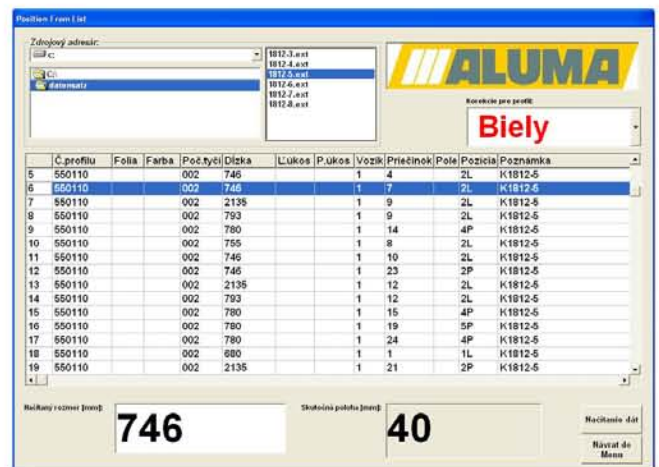 Position From List
Zdrojový adresár:
c:
C:\
datensatz
1812-3.ext
1812-4.ext
1812-5.ext
1812-6.ext
1812-7.ext
1812-8.ext
ALUMA
Korekcie pre profil:
Biely
Č.profilu Folia Farba Poč.tyčí Dĺzka Ľ.ukos P.ukos Vozik Priečinok Pole Pozicia Poznamka
5 550110 002 746 1 4 2L K1812-5
6 550110 002 746 1 7 2L K1812-5
7 550110 002 2135 1 9 2L K1812-5
8 550110 002 793 1 9 2L K1812-5
9 550110 002 780 1 14 4P K1812-5
10 550110 002 755 1 8 2L K1812-5
11 550110 002 746 1 10 2L K1812-5
12 550110 002 746 1 23 2P K1812-5
13 550110 002 2135 1 12 2L K1812-5
14 550110 002 793 1 12 2L K1812-5
15 550110 002 780 1 15 4P K1812-5
16 550110 002 780 1 19 5P K1812-5
17 550110 002 780 1 24 4P K1812-5
18 550110 002 680 1 1 1L K1812-5
19 550110 002 2135 1 21 2P K1812-5
Načítaný rozmer [mm]:
746
Skutočná poloha [mm]:
40
Načítanie dát
Návrat do
Menu